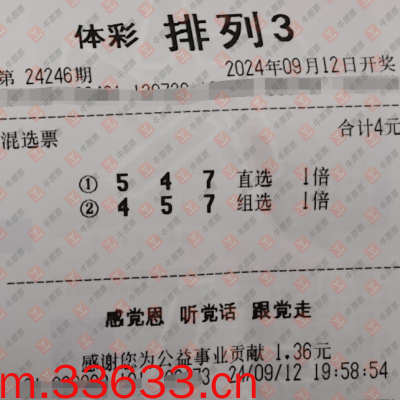 体彩 排列3
第 24246期 2024年09月12日开奖
混选票 合计4元
① 5 4 7 直选 1倍
② 4 5 7 组选 1倍
感党恩 听党话 跟党走
感谢您为公益事业贡献 1.36元
24/09/12 19:58:54
m.33633.cn